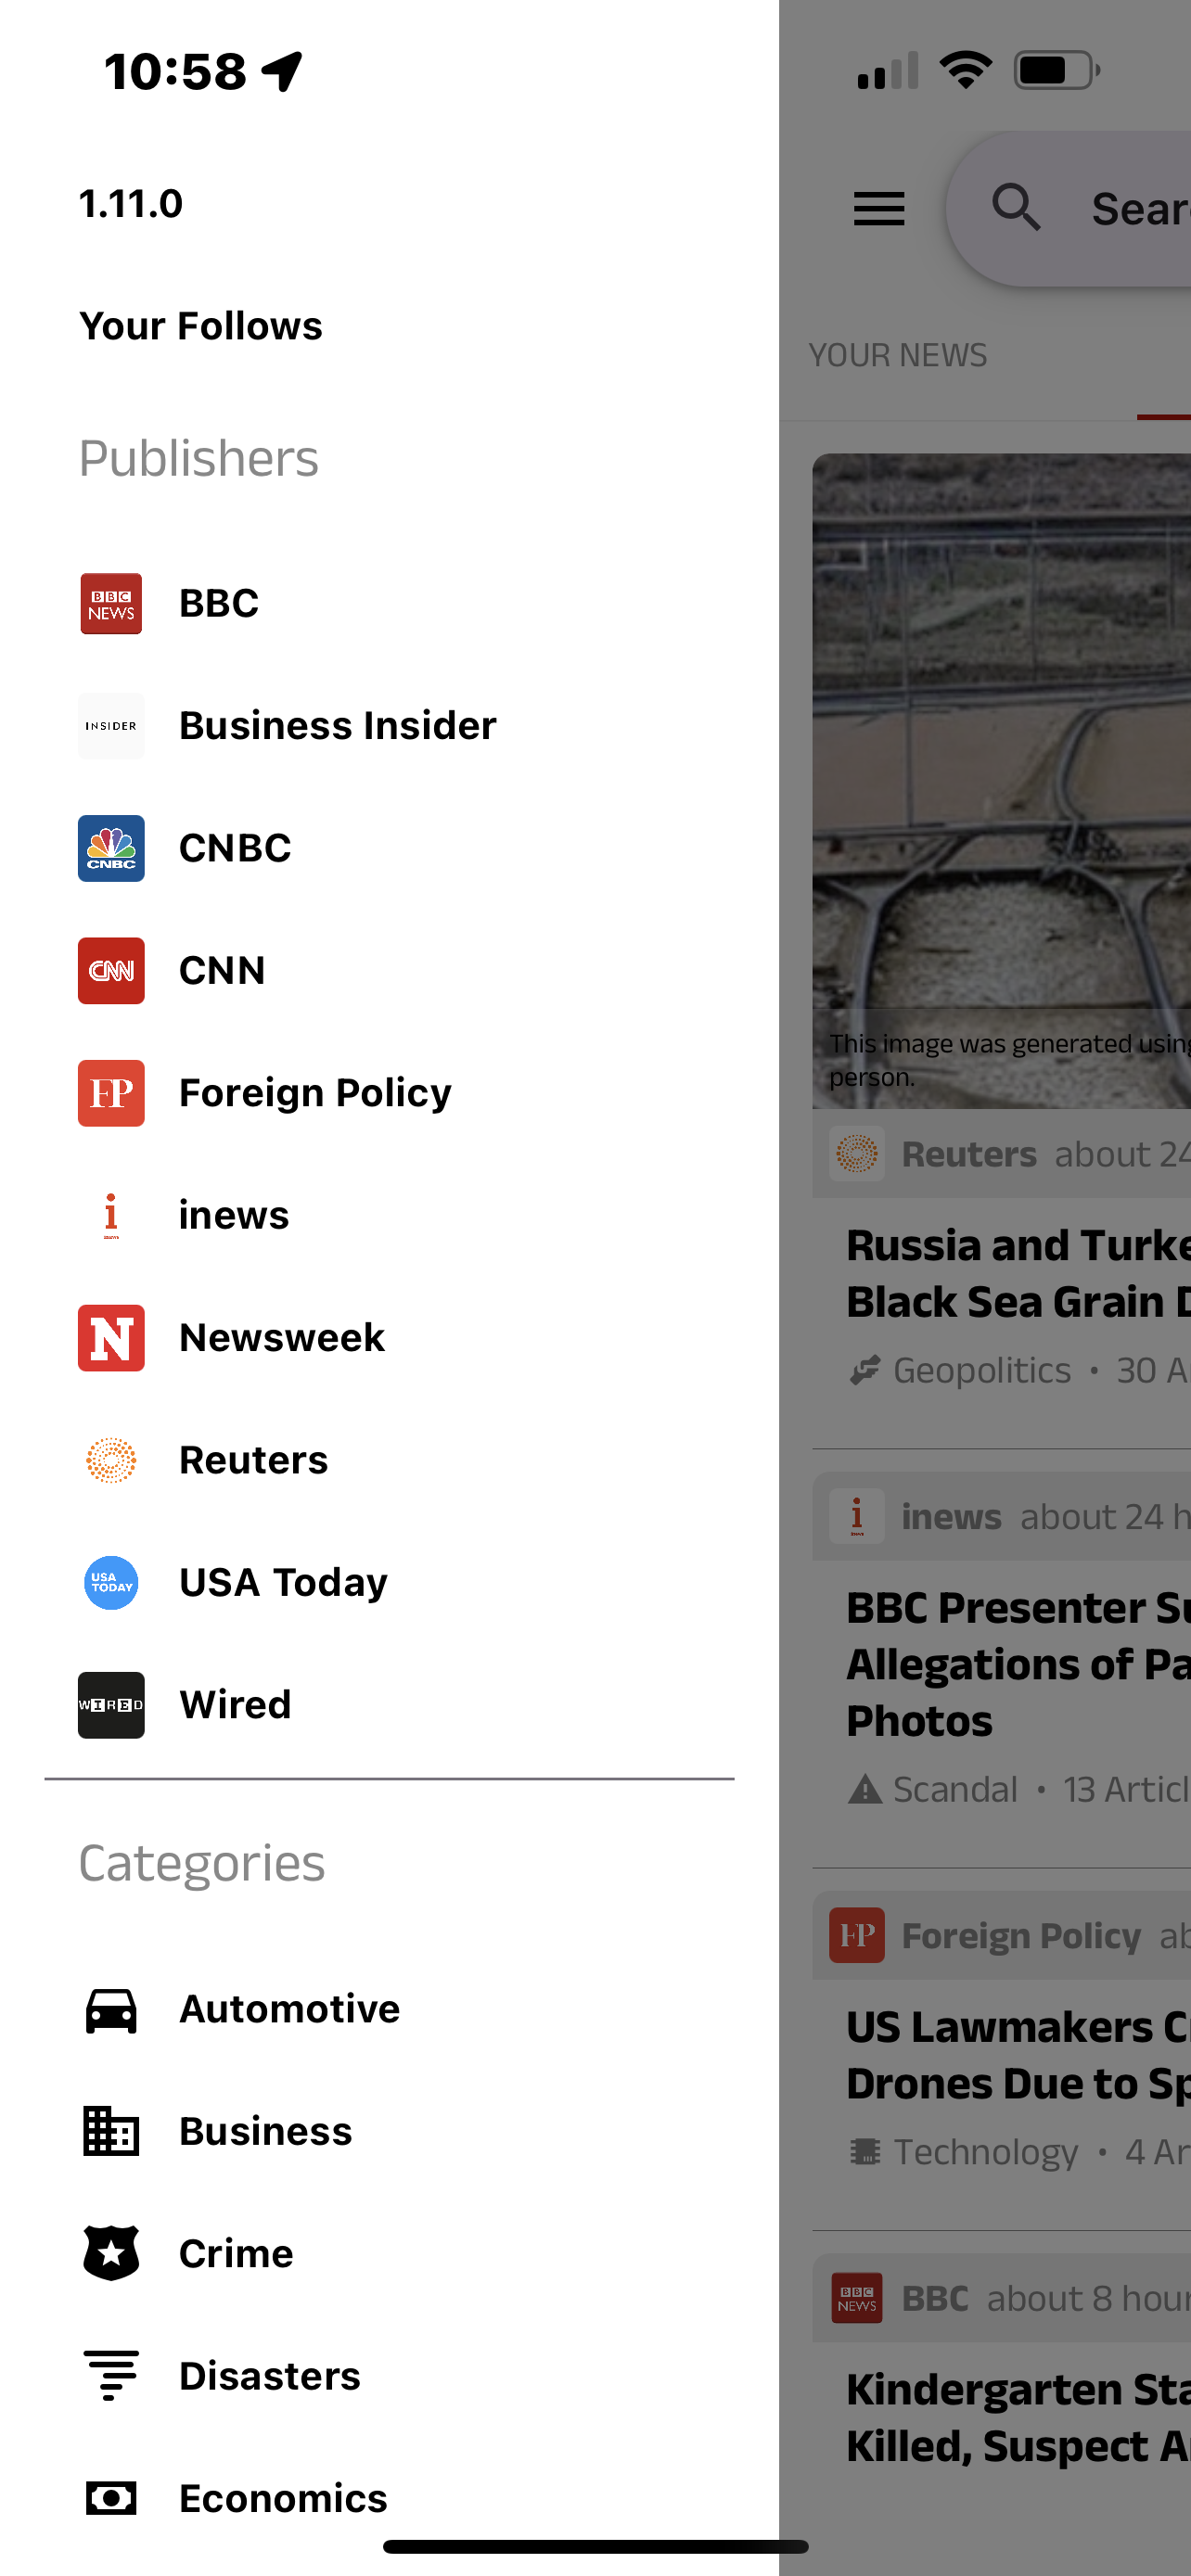 10:58
1.11.0
Your Follows
Publishers
BBC NEWS BBC
INSIDER Business Insider
CNBC CNBC
CNN CNN
FP Foreign Policy
i inews
N Newsweek
Reuters
USA TODAY USA Today
WIRED Wired
Categories
Automotive
Business
Crime
Disasters
Economics
Sear
YOUR NEWS
This image was generated using
person.
Reuters about 24
Russia and Turke
Black Sea Grain D
Geopolitics • 30 A
i inews about 24 h
BBC Presenter Su
Allegations of Pa
Photos
Scandal • 13 Articl
FP Foreign Policy ab
US Lawmakers C
Drones Due to Sp
Technology • 4 Ar
BBC NEWS BBC about 8 hour
Kindergarten Sta
Killed, Suspect A